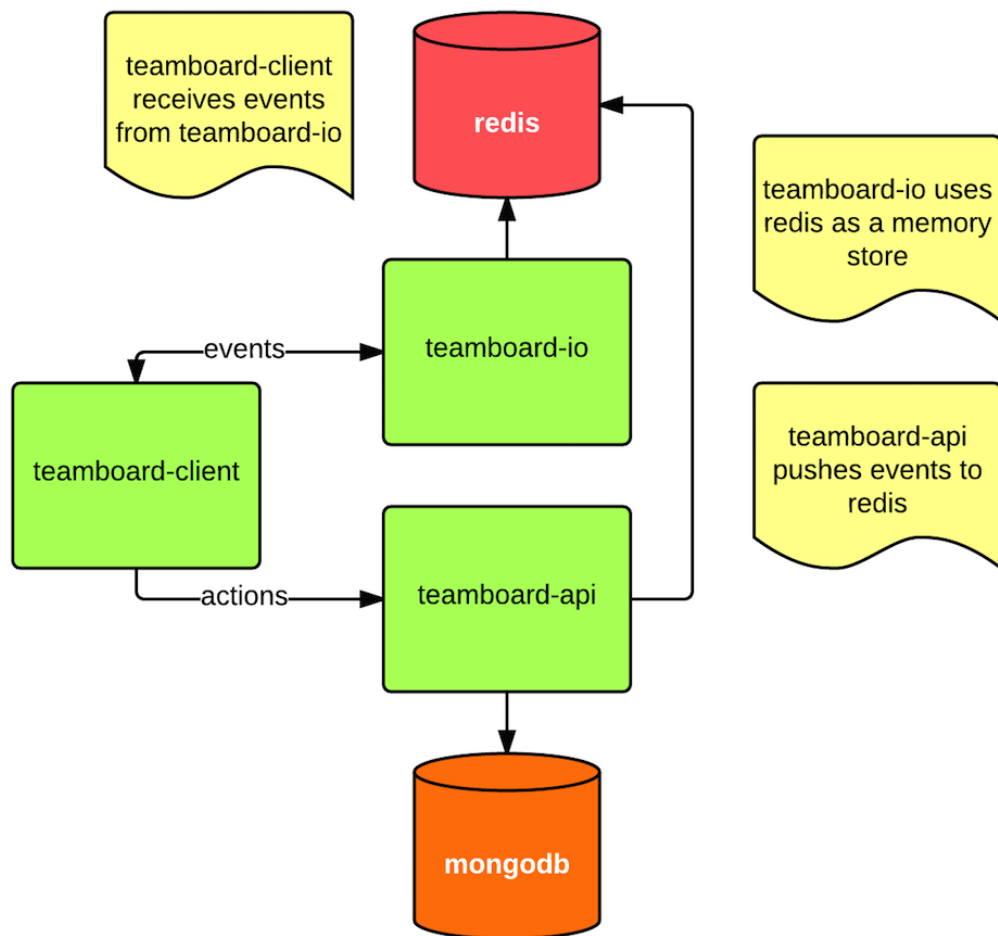 teamboard-client
receives events
from teamboard-io
redis
teamboard-io uses
redis as a memory
store
events
teamboard-io
teamboard-client
teamboard-api
pushes events to
redis
actions
teamboard-api
mongodb